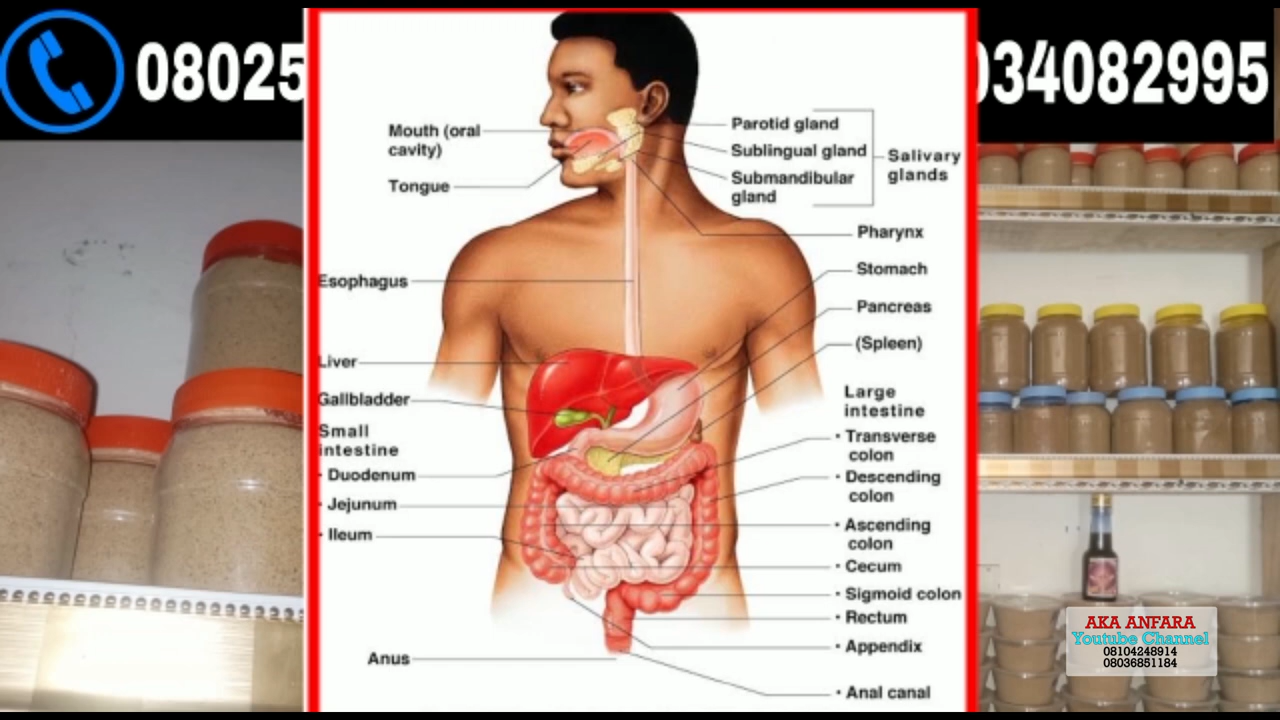 08025
034082995
Mouth (oral
cavity)
Tongue
Esophagus
Liver
Gallbladder
Small
intestine
· Duodenum
· Jejunum
· Ileum
Anus
Parotid gland
Sublingual gland
Submandibular
gland
Salivary
glands
Pharynx
Stomach
Pancreas
(Spleen)
Large
intestine
· Transverse
colon
· Descending
colon
· Ascending
colon
· Cecum
· Sigmoid colon
· Rectum
· Appendix
· Anal canal
AKA ANFARA
Youtube Channel
08104248914
08036851184